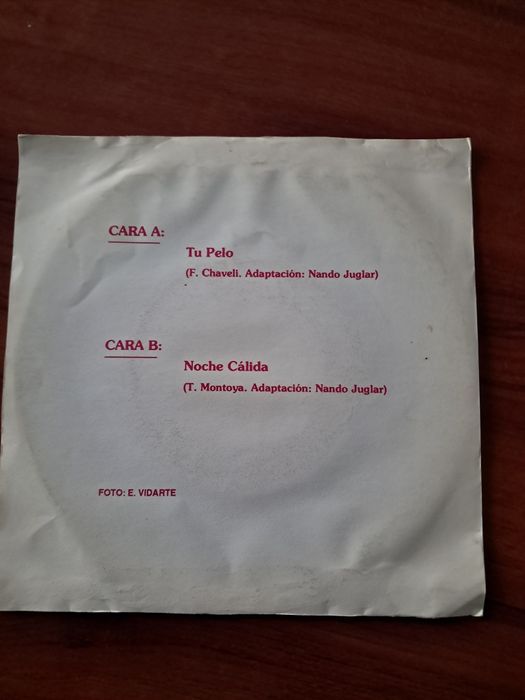 CARA A:
Tu Pelo
(F. Chaveli. Adaptación: Nando Juglar)
CARA B:
Noche Cálida
(T. Montoya. Adaptación: Nando Juglar)
FOTO: E. VIDARTE